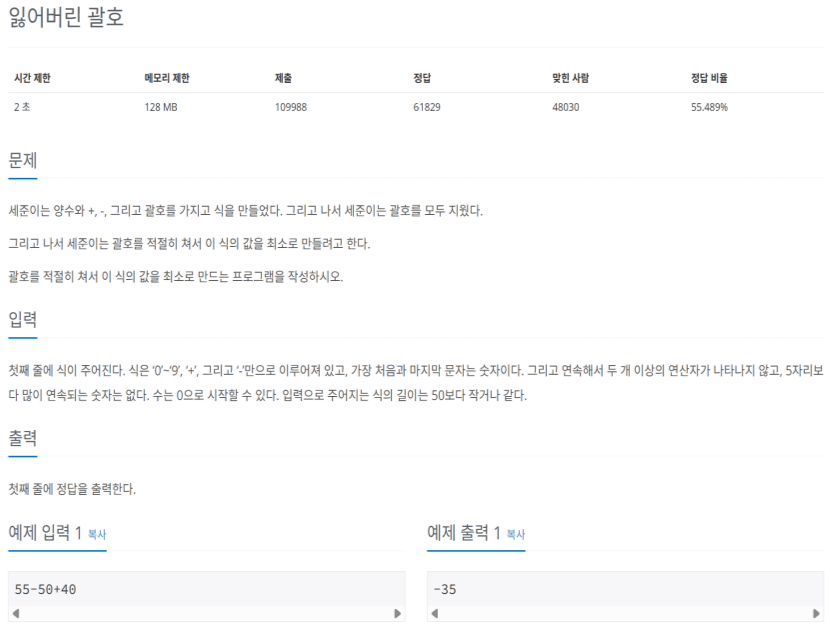 잃어버린 괄호
시간 제한 메모리 제한 제출 정답 맞힌 사람 정답 비율
2 초 128 MB 109988 61829 48030 55.489%
문제
세준이는 양수와 +, -, 그리고 괄호를 가지고 식을 만들었다. 그리고 나서 세준이는 괄호를 모두 지웠다.
그리고 나서 세준이는 괄호를 적절히 쳐서 이 식의 값을 최소로 만들려고 한다.
괄호를 적절히 쳐서 이 식의 값을 최소로 만드는 프로그램을 작성하시오.
입력
첫째 줄에 식이 주어진다. 식은 ‘0’~‘9’, ‘+’, 그리고 ‘-’만으로 이루어져 있고, 가장 처음과 마지막 문자는 숫자이다. 그리고 연속해서 두 개 이상의 연산자가 나타나지 않고, 5자리보
다 많이 연속되는 숫자는 없다. 수는 0으로 시작할 수 있다. 입력으로 주어지는 식의 길이는 50보다 작거나 같다.
출력
첫째 줄에 정답을 출력한다.
예제 입력 1 복사
55-50+40
예제 출력 1 복사
-35